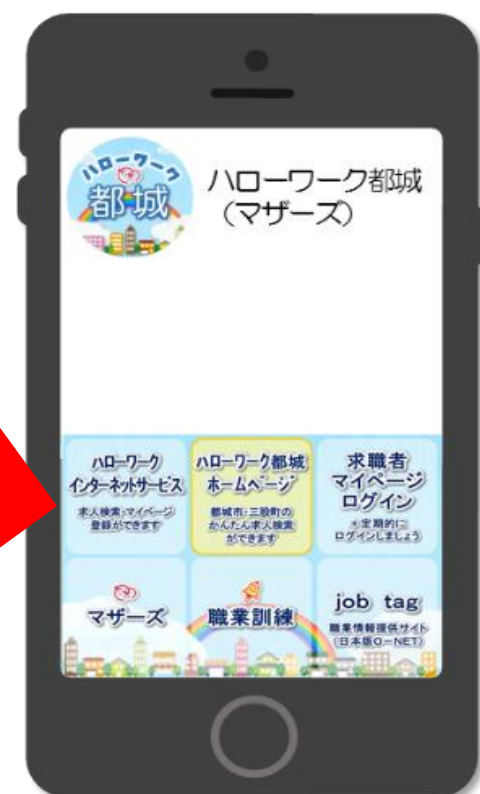 ハローワーク
都城
ハローワーク都城
（マザーズ）
ハローワーク
インターネットサービス
求人検索・マイページ
登録ができます
ハローワーク都城
ホームページ
都城市・三股町の
かんたん求人検索
ができます
求職者
マイページ
ログイン
＊定期的に
ログインしましょう
マザーズ
職業訓練
job tag
職業情報提供サイト
(日本版O-NET)